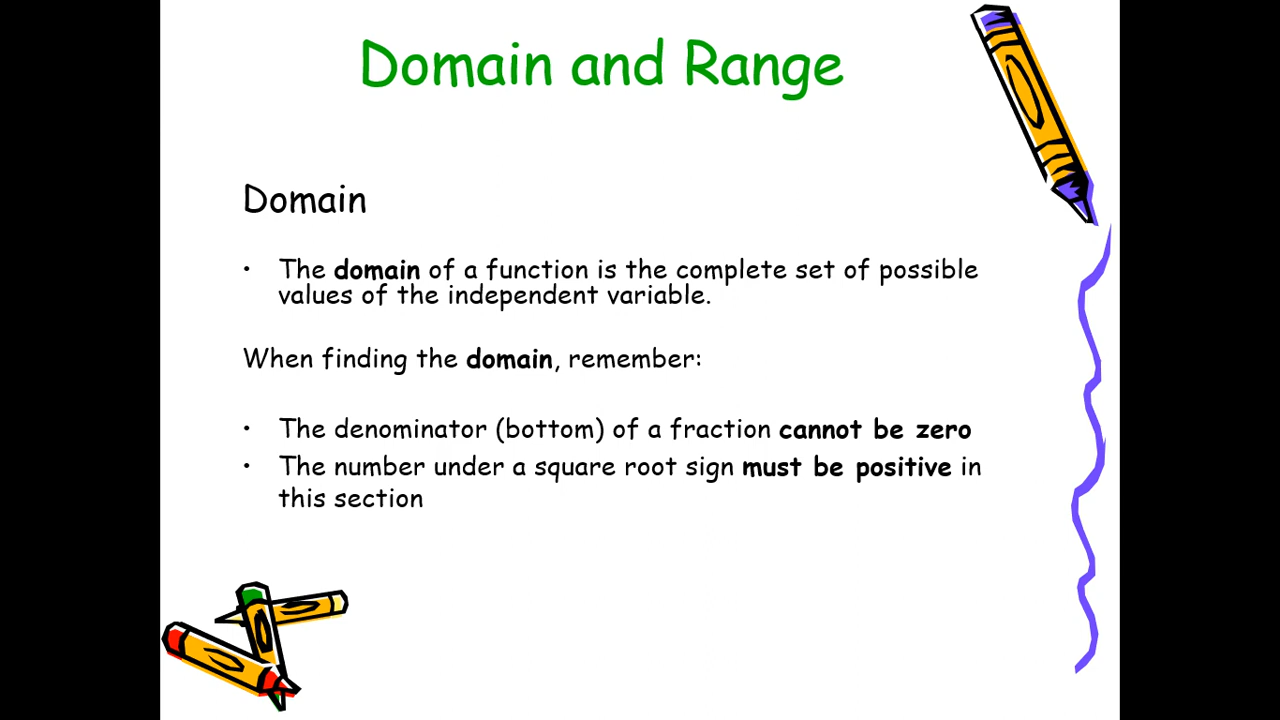 Domain and Range
Domain
• The domain of a function is the complete set of possible
values of the independent variable.
When finding the domain, remember:
• The denominator (bottom) of a fraction cannot be zero
• The number under a square root sign must be positive in
this section